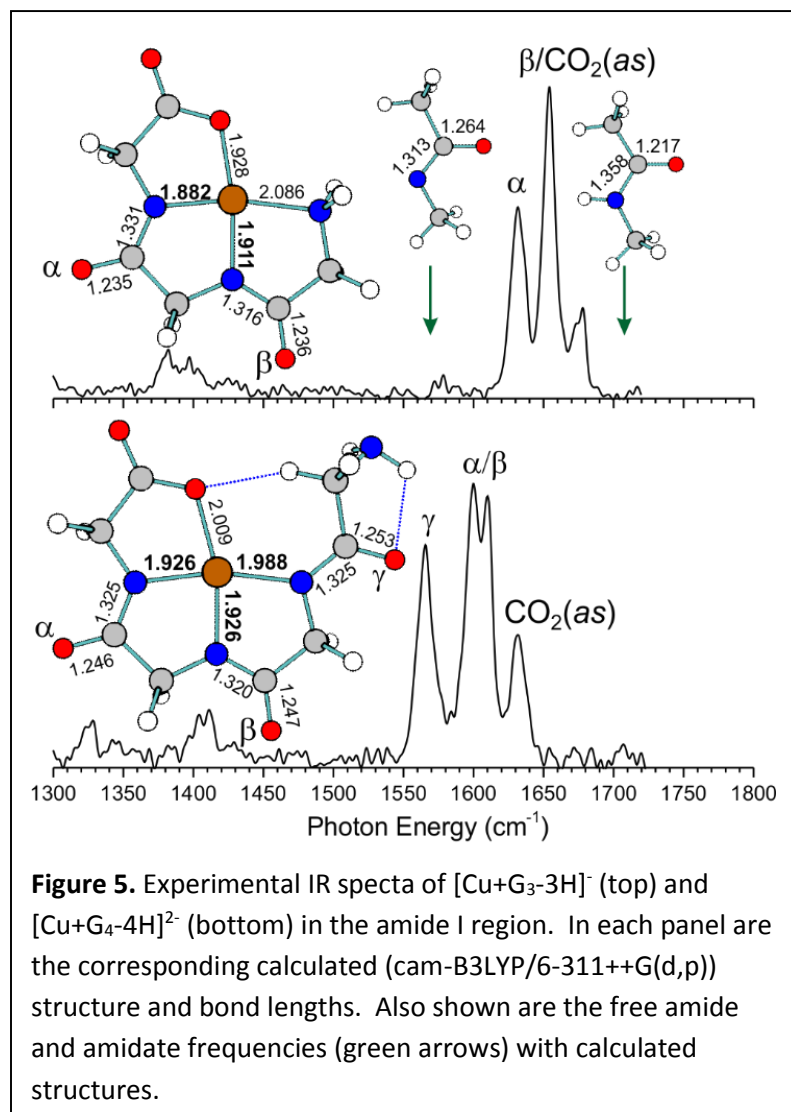 β/CO₂(as)
α
1.928
1.882
2.086
1.911
1.331
α
1.235
1.316
1.236
β
1.264
1.313
1.217
1.358
α/β
γ
CO₂(as)
2.009
1.926
1.988
1.253
γ
1.325
1.325
1.926
α
1.246
1.320
1.247
β
1300 1350 1400 1450 1500 1550 1600 1650 1700 1750 1800
Photon Energy (cm⁻¹)
Figure 5. Experimental IR specta of [Cu+G₃-3H]⁻ (top) and
[Cu+G₄-4H]²⁻ (bottom) in the amide I region. In each panel are
the corresponding calculated (cam-B3LYP/6-311++G(d,p))
structure and bond lengths. Also shown are the free amide
and amidate frequencies (green arrows) with calculated
structures.